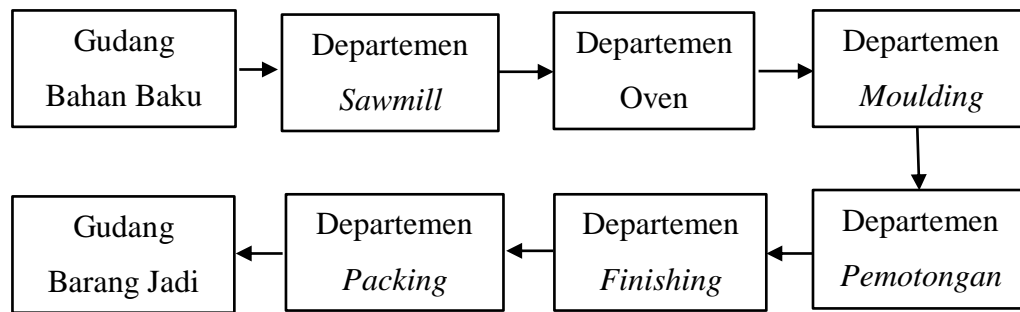 Gudang
Bahan Baku
Departemen
Sawmill
Departemen
Oven
Departemen
Moulding
Departemen
Pemotongan
Departemen
Finishing
Departemen
Packing
Gudang
Barang Jadi